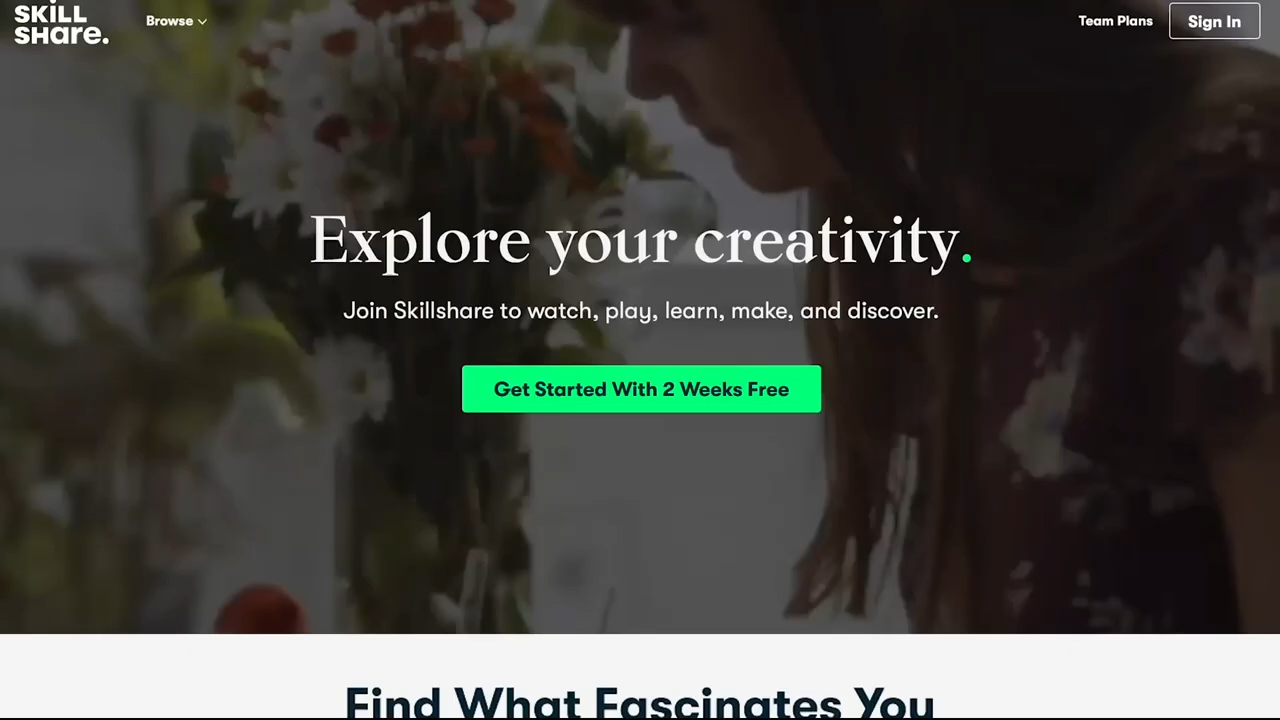 SKILL
SHare.
Browse
Team Plans
Sign In
Explore your creativity.
Join Skillshare to watch, play, learn, make, and discover.
Get Started With 2 Weeks Free
Find What Fascinates You